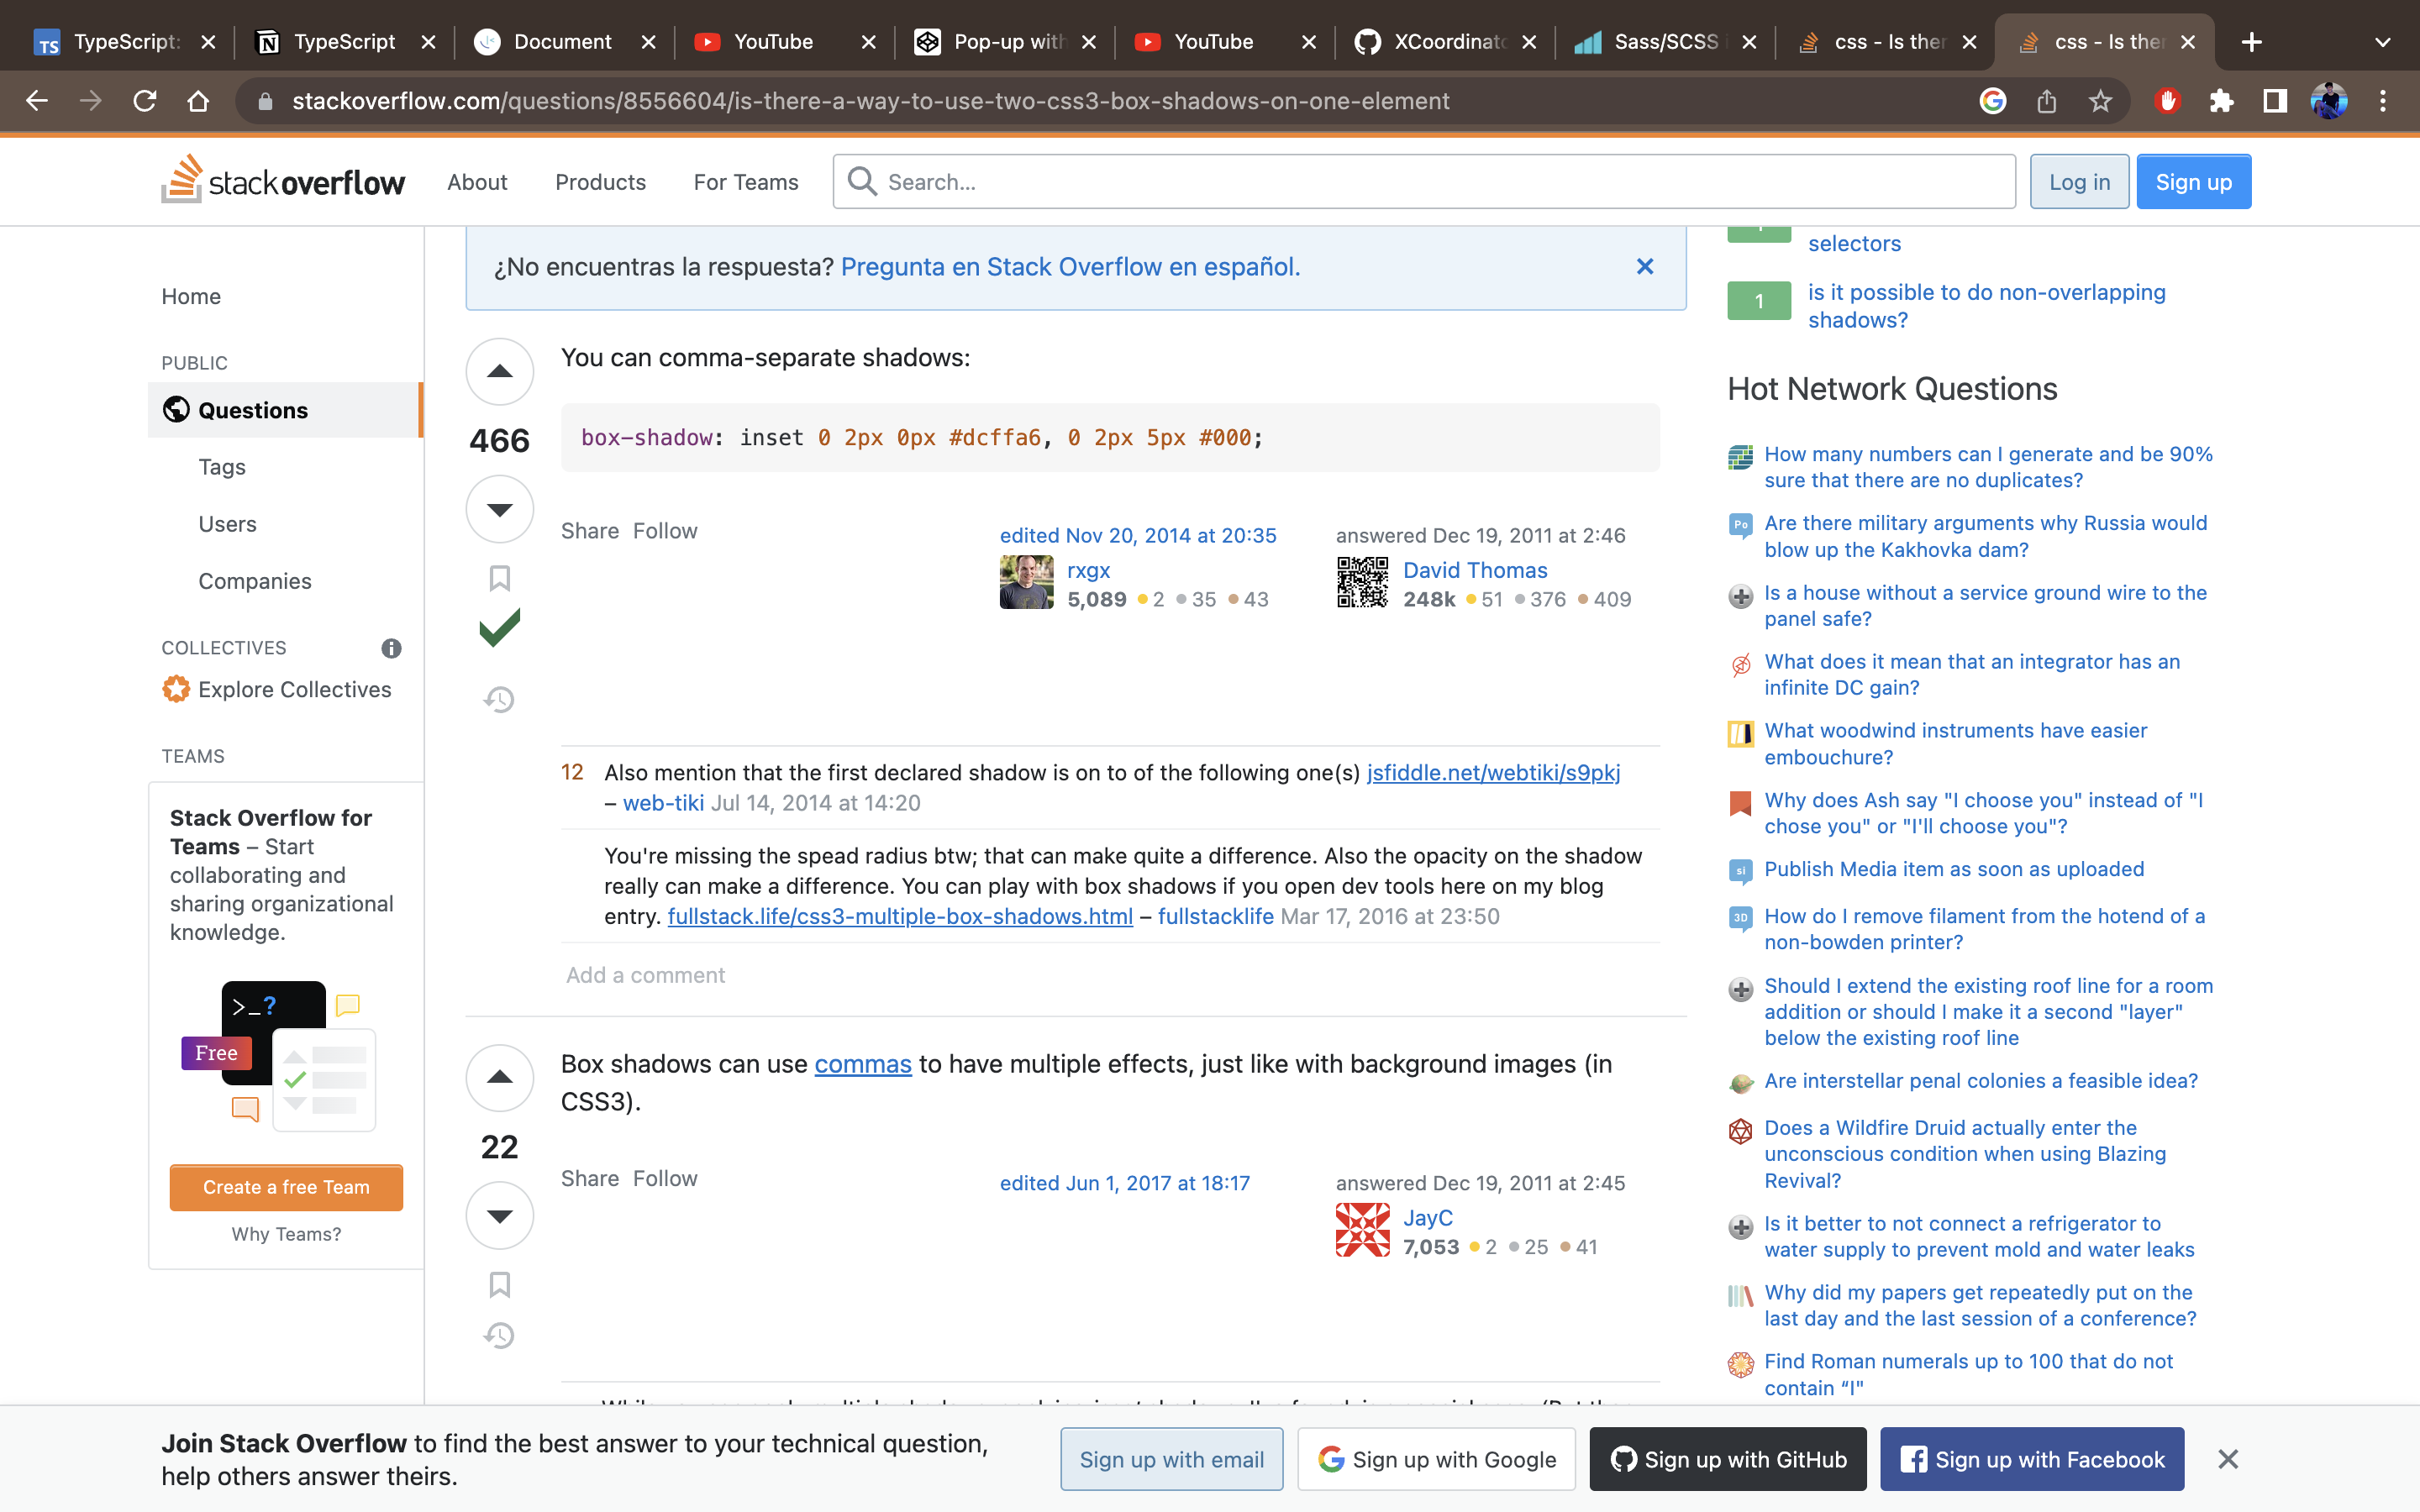 TypeScript:
TypeScript
Document
YouTube
Pop-up with
YouTube
XCoordinato
Sass/SCSS i
css - Is ther
css - Is ther
stackoverflow.com/questions/8556604/is-there-a-way-to-use-two-css3-box-shadows-on-one-element
stackoverflow
About
Products
For Teams
Search...
Log in
Sign up
Home
PUBLIC
Questions
Tags
Users
Companies
COLLECTIVES
Explore Collectives
TEAMS
Stack Overflow for
Teams – Start
collaborating and
sharing organizational
knowledge.
>_?
Free
Create a free Team
Why Teams?
¿No encuentras la respuesta? Pregunta en Stack Overflow en español.
466
You can comma-separate shadows:
box-shadow: inset 0 2px 0px #dcffa6, 0 2px 5px #000;
Share Follow
edited Nov 20, 2014 at 20:35
rxgx
5,089 2 35 43
answered Dec 19, 2011 at 2:46
David Thomas
248k 51 376 409
12 Also mention that the first declared shadow is on to of the following one(s) jsfiddle.net/webtiki/s9pkj
– web-tiki Jul 14, 2014 at 14:20
You're missing the spead radius btw; that can make quite a difference. Also the opacity on the shadow
really can make a difference. You can play with box shadows if you open dev tools here on my blog
entry. fullstack.life/css3-multiple-box-shadows.html – fullstacklife Mar 17, 2016 at 23:50
Add a comment
22
Box shadows can use commas to have multiple effects, just like with background images (in
CSS3).
Share Follow
edited Jun 1, 2017 at 18:17
answered Dec 19, 2011 at 2:45
JayC
7,053 2 25 41
selectors
1
is it possible to do non-overlapping
shadows?
Hot Network Questions
How many numbers can I generate and be 90%
sure that there are no duplicates?
Are there military arguments why Russia would
blow up the Kakhovka dam?
Is a house without a service ground wire to the
panel safe?
What does it mean that an integrator has an
infinite DC gain?
What woodwind instruments have easier
embouchure?
Why does Ash say "I choose you" instead of "I
chose you" or "I'll choose you"?
Publish Media item as soon as uploaded
How do I remove filament from the hotend of a
non-bowden printer?
Should I extend the existing roof line for a room
addition or should I make it a second "layer"
below the existing roof line
Are interstellar penal colonies a feasible idea?
Does a Wildfire Druid actually enter the
unconscious condition when using Blazing
Revival?
Is it better to not connect a refrigerator to
water supply to prevent mold and water leaks
Why did my papers get repeatedly put on the
last day and the last session of a conference?
Find Roman numerals up to 100 that do not
contain “I”
Join Stack Overflow to find the best answer to your technical question,
help others answer theirs.
Sign up with email
Sign up with Google
Sign up with GitHub
Sign up with Facebook